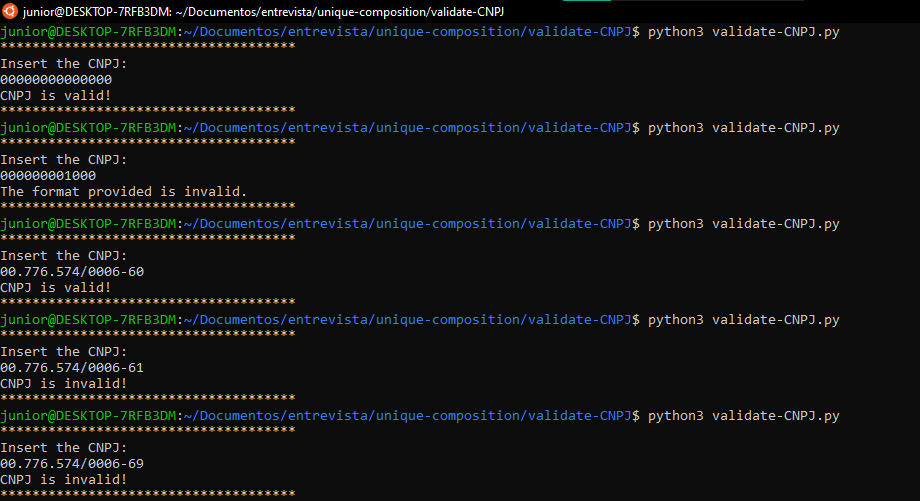 junior@DESKTOP-7RFB3DM: ~/Documentos/entrevista/unique-composition/validate-CNPJ
junior@DESKTOP-7RFB3DM:~/Documentos/entrevista/unique-composition/validate-CNPJ$ python3 validate-CNPJ.py
*************************************
Insert the CNPJ:
00000000000000
CNPJ is valid!
*************************************
junior@DESKTOP-7RFB3DM:~/Documentos/entrevista/unique-composition/validate-CNPJ$ python3 validate-CNPJ.py
*************************************
Insert the CNPJ:
000000001000
The format provided is invalid.
*************************************
junior@DESKTOP-7RFB3DM:~/Documentos/entrevista/unique-composition/validate-CNPJ$ python3 validate-CNPJ.py
*************************************
Insert the CNPJ:
00.776.574/0006-60
CNPJ is valid!
*************************************
junior@DESKTOP-7RFB3DM:~/Documentos/entrevista/unique-composition/validate-CNPJ$ python3 validate-CNPJ.py
*************************************
Insert the CNPJ:
00.776.574/0006-61
CNPJ is invalid!
*************************************
junior@DESKTOP-7RFB3DM:~/Documentos/entrevista/unique-composition/validate-CNPJ$ python3 validate-CNPJ.py
*************************************
Insert the CNPJ:
00.776.574/0006-69
CNPJ is invalid!
*************************************